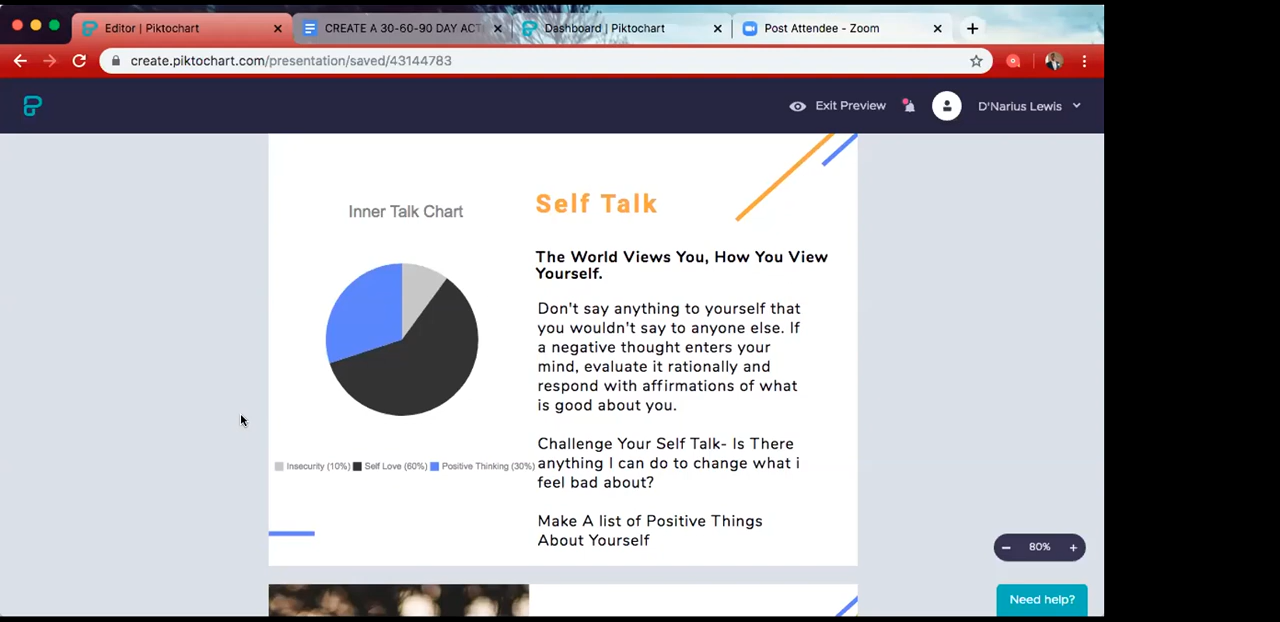 Editor | Piktochart
CREATE A 30-60-90 DAY ACT
Dashboard | Piktochart
Post Attendee - Zoom
create.piktochart.com/presentation/saved/43144783
Exit Preview
D'Narius Lewis
Inner Talk Chart
Self Talk
The World Views You, How You View
Yourself.
Don't say anything to yourself that
you wouldn't say to anyone else. If
a negative thought enters your
mind, evaluate it rationally and
respond with affirmations of what
is good about you.
Insecurity (10%) Self Love (60%) Positive Thinking (30%)
Challenge Your Self Talk- Is There
anything I can do to change what i
feel bad about?
Make A list of Positive Things
About Yourself
80%
Need help?